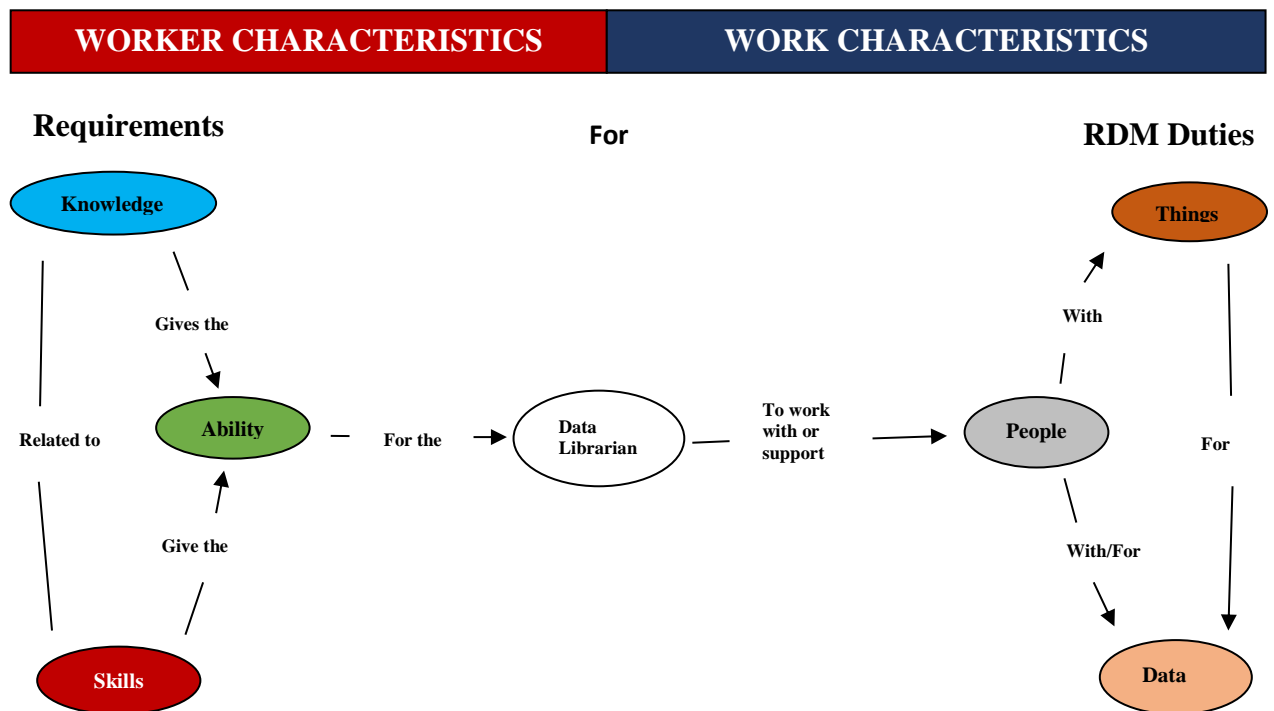 WORKER CHARACTERISTICS
WORK CHARACTERISTICS
Requirements
For
RDM Duties
Knowledge
Things
Gives the
With
Ability
Related to
For the
Data
Librarian
To work
with or
support
People
For
Give the
With/For
Skills
Data